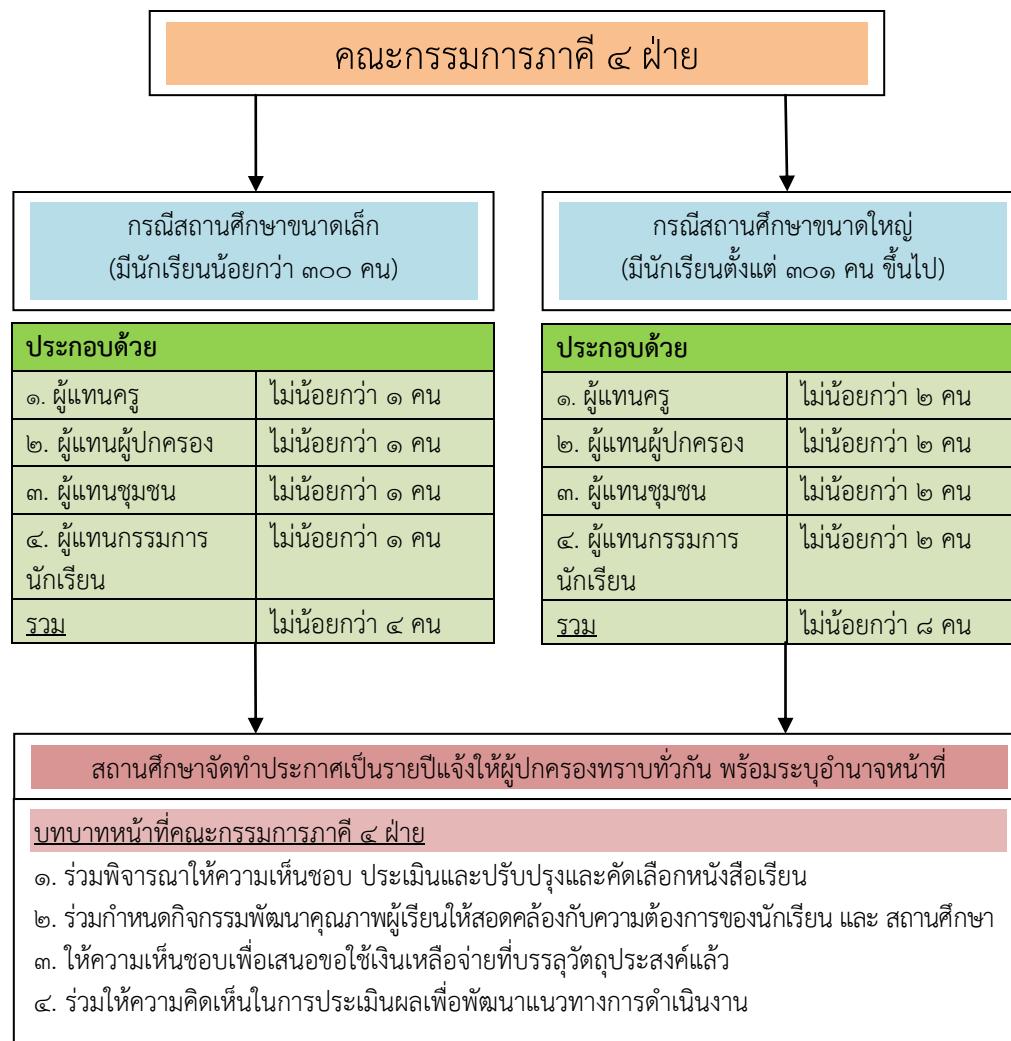 คณะกรรมการภาคี ๔ ฝ่าย
กรณีสถานศึกษาขนาดเล็ก
(มีนักเรียนน้อยกว่า ๓๐๐ คน)
ประกอบด้วย
๑. ผู้แทนครู ไม่น้อยกว่า ๑ คน
๒. ผู้แทนผู้ปกครอง ไม่น้อยกว่า ๑ คน
๓. ผู้แทนชุมชน ไม่น้อยกว่า ๑ คน
๔. ผู้แทนกรรมการ ไม่น้อยกว่า ๑ คน
นักเรียน
รวม ไม่น้อยกว่า ๔ คน
กรณีสถานศึกษาขนาดใหญ่
(มีนักเรียนตั้งแต่ ๓๐๑ คน ขึ้นไป)
ประกอบด้วย
๑. ผู้แทนครู ไม่น้อยกว่า ๒ คน
๒. ผู้แทนผู้ปกครอง ไม่น้อยกว่า ๒ คน
๓. ผู้แทนชุมชน ไม่น้อยกว่า ๒ คน
๔. ผู้แทนกรรมการ ไม่น้อยกว่า ๒ คน
นักเรียน
รวม ไม่น้อยกว่า ๘ คน
สถานศึกษาจัดทำประกาศเป็นรายปีแจ้งให้ผู้ปกครองทราบทั่วกัน พร้อมระบุอำนาจหน้าที่
บทบาทหน้าที่คณะกรรมการภาคี ๔ ฝ่าย
๑. ร่วมพิจารณาให้ความเห็นชอบ ประเมินและปรับปรุงและคัดเลือกหนังสือเรียน
๒. ร่วมกำหนดกิจกรรมพัฒนาคุณภาพผู้เรียนให้สอดคล้องกับความต้องการของนักเรียน และ สถานศึกษา
๓. ให้ความเห็นชอบเพื่อเสนอขอใช้เงินเหลือจ่ายที่บรรลุวัตถุประสงค์แล้ว
๔. ร่วมให้ความคิดเห็นในการประเมินผลเพื่อพัฒนาแนวทางการดำเนินงาน